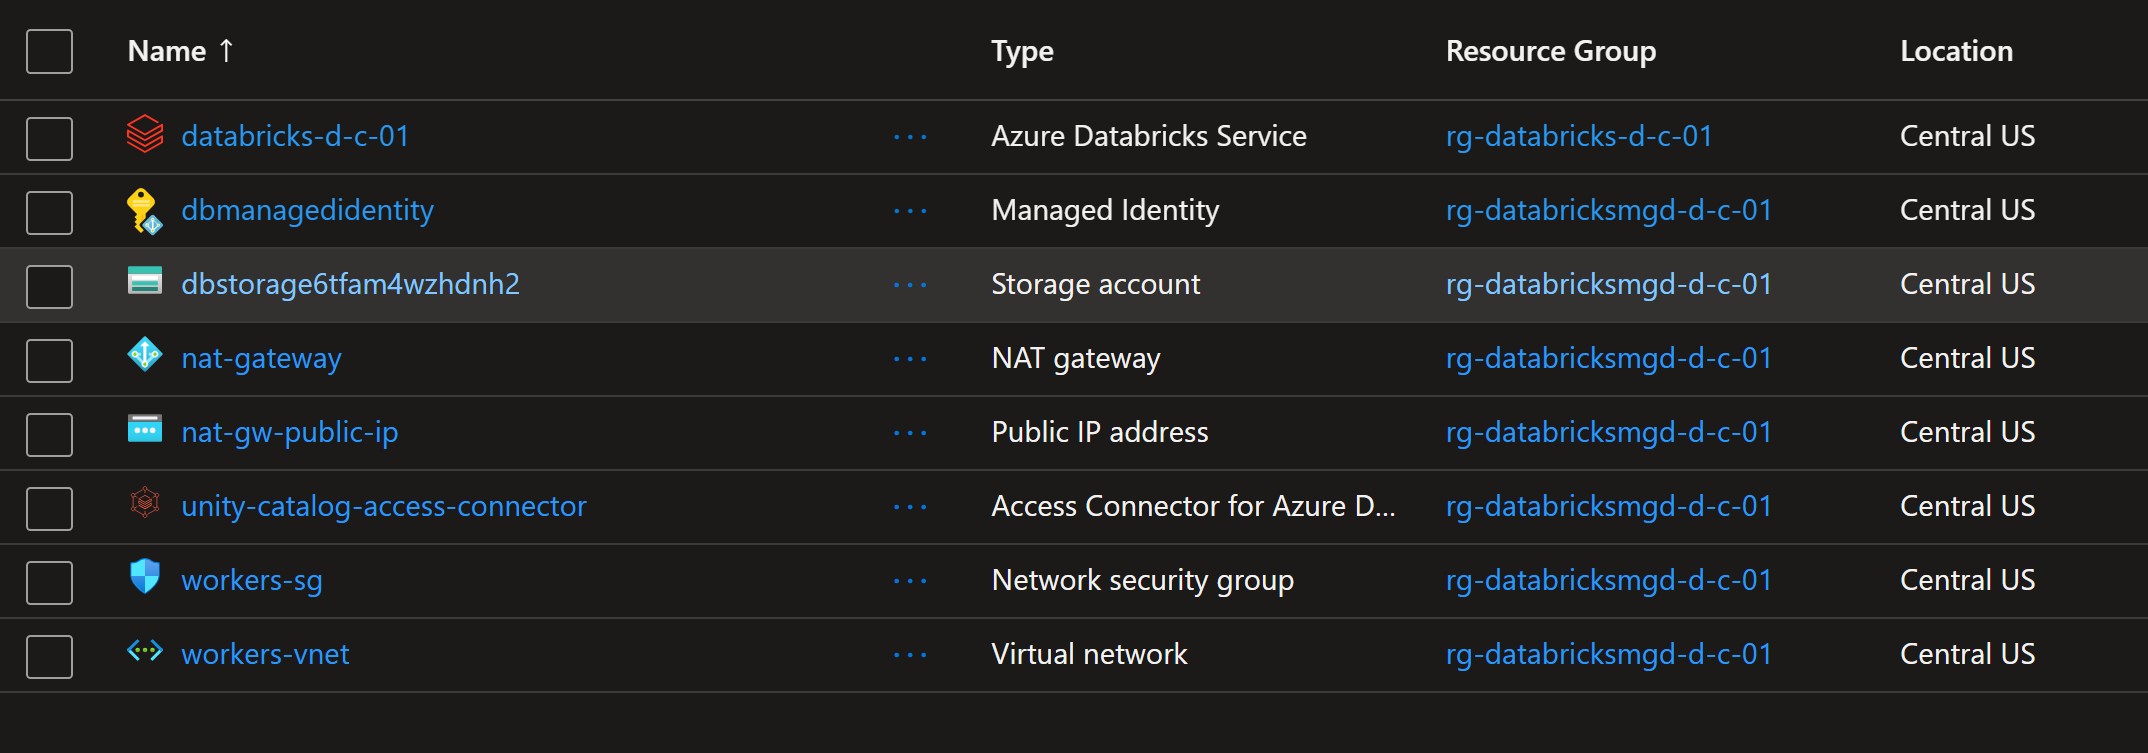 Name ↑ Type Resource Group Location
databricks-d-c-01 ... Azure Databricks Service rg-databricks-d-c-01 Central US
dbmanagedidentity ... Managed Identity rg-databricksmgd-d-c-01 Central US
dbstorage6tfam4wzhdnh2 ... Storage account rg-databricksmgd-d-c-01 Central US
nat-gateway ... NAT gateway rg-databricksmgd-d-c-01 Central US
nat-gw-public-ip ... Public IP address rg-databricksmgd-d-c-01 Central US
unity-catalog-access-connector ... Access Connector for Azure D... rg-databricksmgd-d-c-01 Central US
workers-sg ... Network security group rg-databricksmgd-d-c-01 Central US
workers-vnet ... Virtual network rg-databricksmgd-d-c-01 Central US